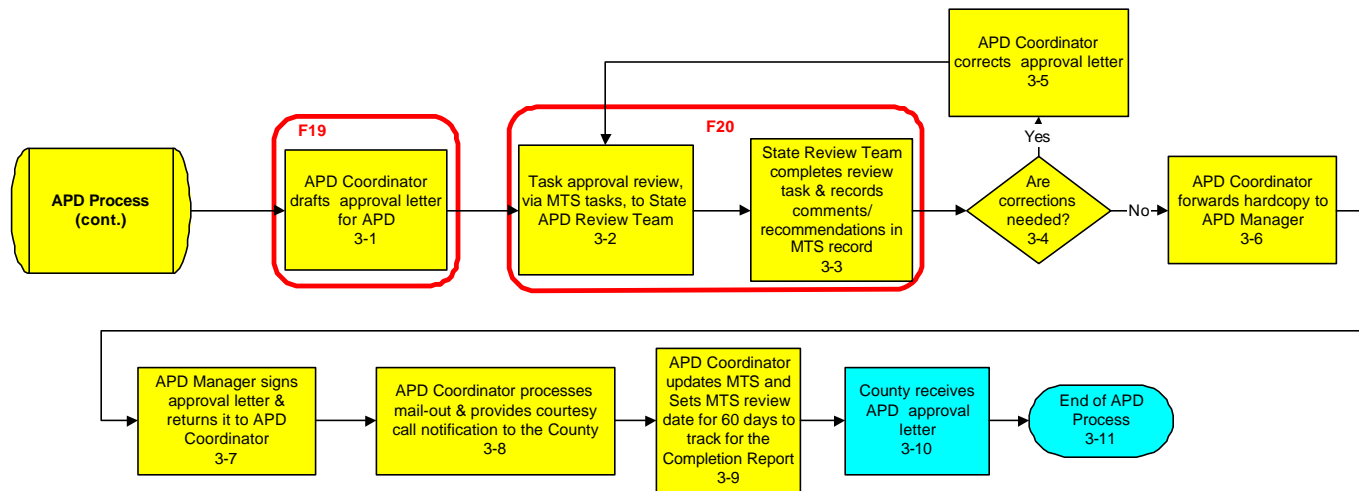 APD Process
(cont.)
F19
APD Coordinator
drafts approval letter
for APD
3-1
F20
Task approval review,
via MTS tasks, to State
APD Review Team
3-2
State Review Team
completes review
task & records
comments/
recommendations in
MTS record
3-3
Are
corrections
needed?
3-4
Yes
APD Coordinator
corrects approval letter
3-5
No
APD Coordinator
forwards hardcopy to
APD Manager
3-6
APD Manager signs
approval letter &
returns it to APD
Coordinator
3-7
APD Coordinator processes
mail-out & provides courtesy
call notification to the County
3-8
APD Coordinator
updates MTS and
Sets MTS review
date for 60 days to
track for the
Completion Report
3-9
County receives
APD approval
letter
3-10
End of APD
Process
3-11